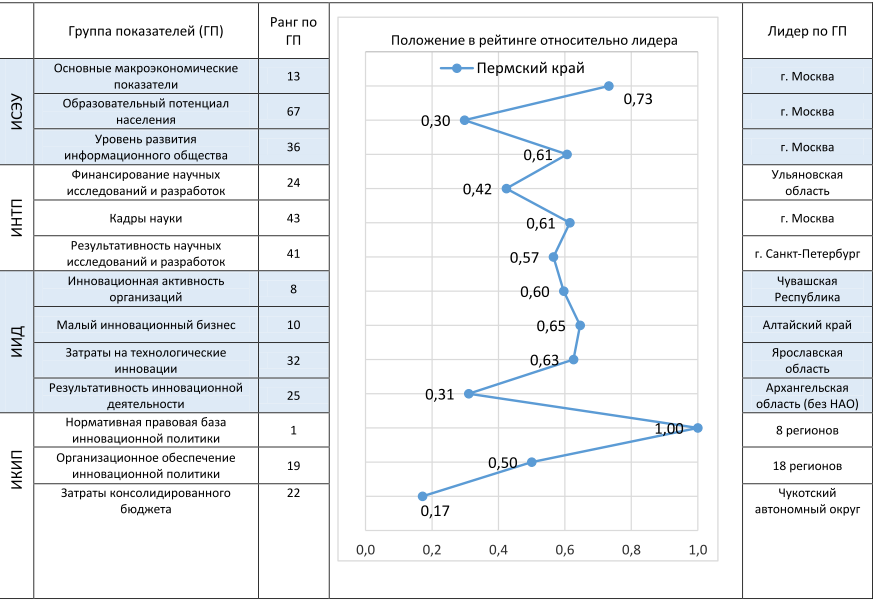 Группа показателей (ГП)
Ранг по
ГП
Лидер по ГП
Положение в рейтинге относительно лидера
Пермский край
ИСЭУ
Основные макроэкономические
показатели
13
0,73
г. Москва
Образовательный потенциал
населения
67
0,30
г. Москва
Уровень развития
информационного общества
36
0,61
г. Москва
ИНТП
Финансирование научных
исследований и разработок
24
0,42
Ульяновская
область
Кадры науки
43
0,61
г. Москва
Результативность научных
исследований и разработок
41
0,57
г. Санкт-Петербург
ИИД
Инновационная активность
организаций
8
0,60
Чувашская
Республика
Малый инновационный бизнес
10
0,65
Алтайский край
Затраты на технологические
инновации
32
0,63
Ярославская
область
Результативность инновационной
деятельности
25
0,31
Архангельская
область (без НАО)
ИКИП
Нормативная правовая база
инновационной политики
1
1,00
8 регионов
Организационное обеспечение
инновационной политики
19
0,50
18 регионов
Затраты консолидированного
бюджета
22
0,17
Чукотский
автономный округ
0,0 0,2 0,4 0,6 0,8 1,0